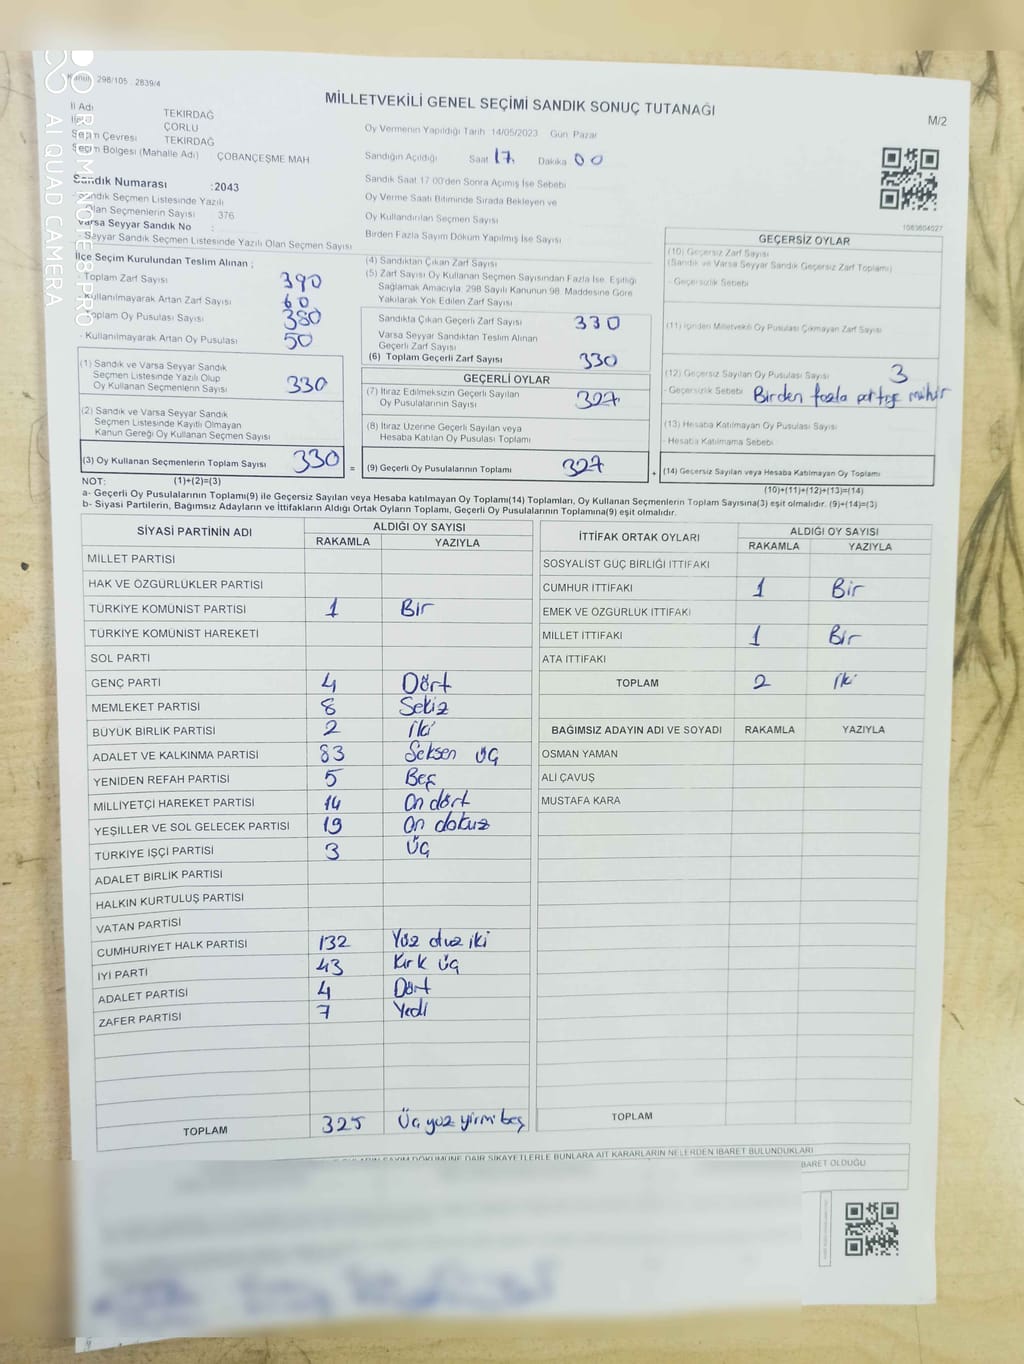 Kanun 298/105 . 2839/4
MİLLETVEKİLİ GENEL SEÇİMİ SANDIK SONUÇ TUTANAĞI
M/2
İl Adı TEKİRDAĞ
ÇORLU
Seçim Çevresi TEKİRDAĞ
Seçim Bölgesi (Mahalle Adı) ÇOBANÇEŞME MAH
Oy Vermenin Yapıldığı Tarih 14/05/2023 Gün Pazar
Sandığın Açıldığı Saat 17 Dakika 00
Sandık Saat 17 00'den Sonra Açımış İse Sebebi
Oy Verme Saati Bitiminde Sırada Bekleyen ve
Oy Kullandırılan Seçmen Sayısı
Birden Fazla Sayım Döküm Yapılmış İse Sayısı
Sandık Numarası :2043
Sandık Seçmen Listesinde Yazılı
Olan Seçmenlerin Sayısı 376
Varsa Seyyar Sandık No :
Seyyar Sandık Seçmen Listesinde Yazılı Olan Seçmen Sayısı
1083604027
İlçe Seçim Kurulundan Teslim Alınan ;
Toplam Zarf Sayısı 390
Kullanılmayarak Artan Zarf Sayısı 60
Toplam Oy Pusulası Sayısı 380
- Kullanılmayarak Artan Oy Pusulası 50
(1) Sandık ve Varsa Seyyar Sandık
Seçmen Listesinde Yazılı Olup
Oy Kullanan Seçmenlerin Sayısı 330
(2) Sandık ve Varsa Seyyar Sandık
Seçmen Listesinde Kayıtlı Olmayan
Kanun Gereği Oy Kullanan Seçmen Sayısı
(3) Oy Kullanan Seçmenlerin Toplam Sayısı 330 =
(4) Sandıktan Çıkan Zarf Sayısı
(5) Zarf Sayısı Oy Kullanan Seçmen Sayısından Fazla İse, Eşitliği
Sağlamak Amacıyla 298 Sayılı Kanunun 98. Maddesine Göre
Yakılarak Yok Edilen Zarf Sayısı
Sandıkta Çıkan Geçerli Zarf Sayısı 330
Varsa Seyyar Sandıktan Teslim Alınan
Geçerli Zarf Sayısı
(6) Toplam Geçerli Zarf Sayısı 330
GEÇERLİ OYLAR
(7) İtiraz Edilmeksizin Geçerli Sayılan
Oy Pusulalarının Sayısı 327
(8) İtiraz Üzerine Geçerli Sayılan veya
Hesaba Katılan Oy Pusulası Toplamı
(9) Geçerli Oy Pusulalarının Toplamı 327 +
GEÇERSİZ OYLAR
(10) Geçersiz Zarf Sayısı
(Sandık ve Varsa Seyyar Sandık Geçersiz Zarf Toplamı)
- Geçersizlik Sebebi
(11) İçinden Milletvekili Oy Pusulası Çıkmayan Zarf Sayısı
(12) Geçersiz Sayılan Oy Pusulası Sayısı 3
- Geçersizlik Sebebi Birden fazla partiye mühür
(13) Hesaba Katılmayan Oy Pusulası Sayısı
- Hesaba Katılmama Sebebi
(14) Geçersiz Sayılan veya Hesaba Katılmayan Oy Toplamı
NOT: (1)+(2)=(3) (10)+(11)+(12)+(13)=(14)
a- Geçerli Oy Pusulalarının Toplamı(9) ile Geçersiz Sayılan veya Hesaba katılmayan Oy Toplamı(14) Toplamları, Oy Kullanan Seçmenlerin Toplam Sayısına(3) eşit olmalıdır. (9)+(14)=(3)
b- Siyasi Partilerin, Bağımsız Adayların ve İttifakların Aldığı Ortak Oyların Toplamı, Geçerli Oy Pusulalarının Toplamına(9) eşit olmalıdır.
SİYASİ PARTİNİN ADI ALDIĞI OY SAYISI
RAKAMLA YAZIYLA
MİLLET PARTİSİ
HAK VE ÖZGÜRLÜKLER PARTİSİ
TÜRKİYE KOMÜNİST PARTİSİ 1 Bir
TÜRKİYE KOMÜNİST HAREKETİ
SOL PARTİ
GENÇ PARTİ 4 Dört
MEMLEKET PARTİSİ 8 Sekiz
BÜYÜK BİRLİK PARTİSİ 2 iki
ADALET VE KALKINMA PARTİSİ 83 Seksen üç
YENİDEN REFAH PARTİSİ 5 Beş
MİLLİYETÇİ HAREKET PARTİSİ 14 On dört
YEŞİLLER VE SOL GELECEK PARTİSİ 19 On dokuz
TÜRKİYE İŞÇİ PARTİSİ 3 Üç
ADALET BİRLİK PARTİSİ
HALKIN KURTULUŞ PARTİSİ
VATAN PARTİSİ
CUMHURİYET HALK PARTİSİ 132 Yüz otuz iki
İYİ PARTİ 43 Kırk üç
ADALET PARTİSİ 4 Dört
ZAFER PARTİSİ 7 Yedi
TOPLAM 325 Üç yüz yirmi beş
İTTİFAK ORTAK OYLARI ALDIĞI OY SAYISI
RAKAMLA YAZIYLA
SOSYALİST GÜÇ BİRLİĞİ İTTİFAKI
CUMHUR İTTİFAKI 1 Bir
EMEK VE ÖZGÜRLÜK İTTİFAKI
MİLLET İTTİFAKI 1 Bir
ATA İTTİFAKI
TOPLAM 2 iki
BAĞIMSIZ ADAYIN ADI VE SOYADI RAKAMLA YAZIYLA
OSMAN YAMAN
ALİ ÇAVUŞ
MUSTAFA KARA
TOPLAM
SAYIM DÖKÜMÜNE DAİR ŞİKAYETLERLE BUNLARA AİT KARARLARIN NELERDEN İBARET BULUNDUKLARI
BARET OLDUĞU
REDMI NOTE 8 PRO
AI QUAD CAMERA